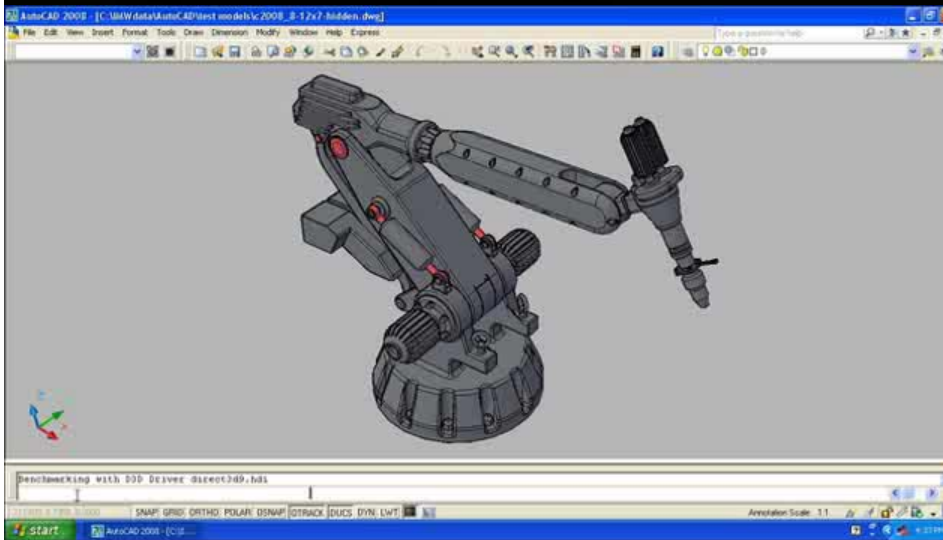 AutoCAD 2008 - [C:\IMW data\AutoCAD\test models\c2008_8-12x7-hidden.dwg]
File Edit View Insert Format Tools Draw Dimension Modify Window Help Express
Benchmarking with D3D Driver direct3d9.hdi
SNAP GRID ORTHO POLAR OSNAP OTRACK DUCS DYN LWT
Annotation Scale 1:1
start AutoCAD 2008 - [C:\